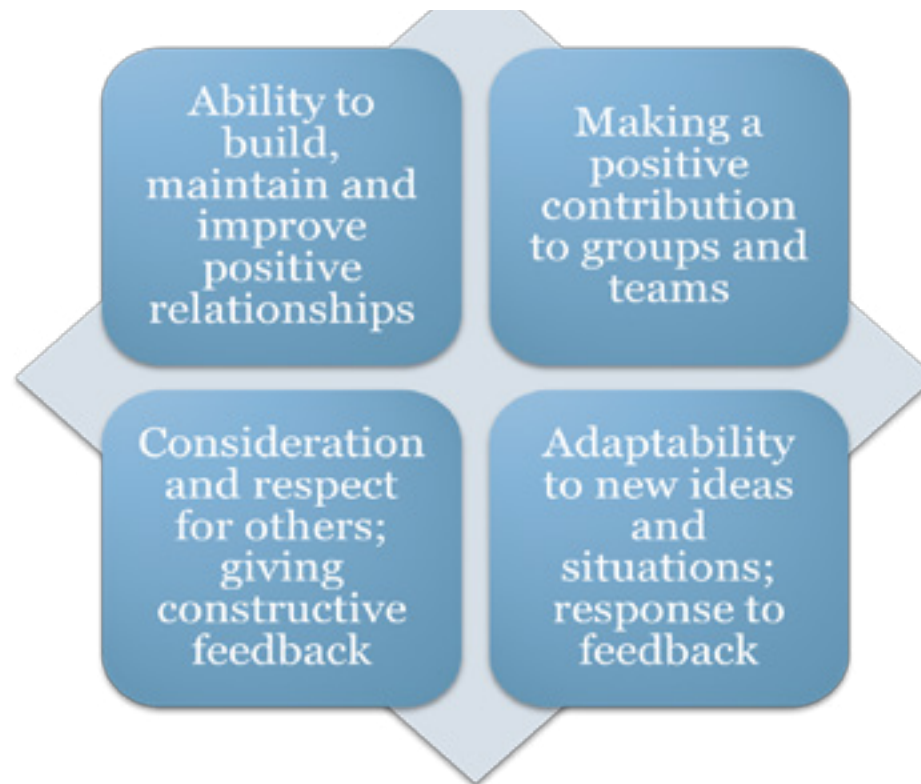 Ability to
build,
maintain and
improve
positive
relationships
Making a
positive
contribution
to groups and
teams
Consideration
and respect
for others;
giving
constructive
feedback
Adaptability
to new ideas
and
situations;
response to
feedback